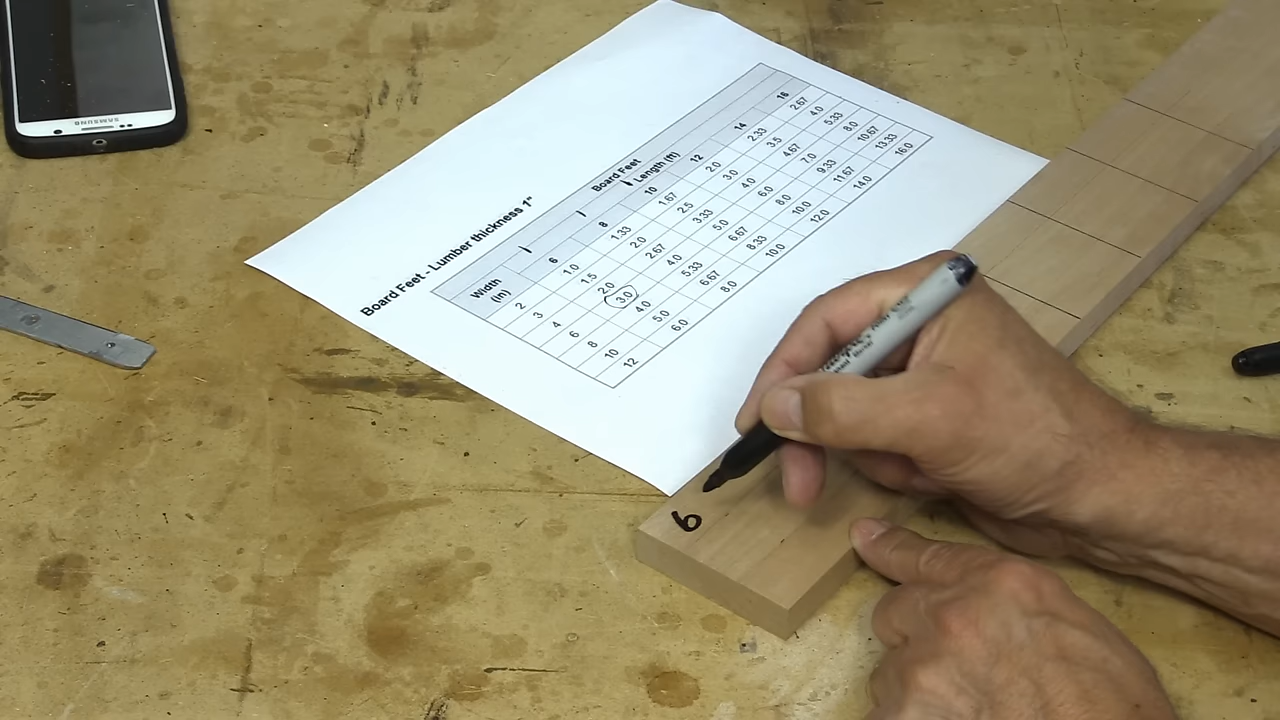 SAMSUNG
Board Feet - Lumber thickness 1"
Board Feet
Width (in) Length (ft)
6 8 10 12 14 16
2 1.0 1.33 1.67 2.0 2.33 2.67
3 1.5 2.0 2.5 3.0 3.5 4.0
4 2.0 2.67 3.33 4.0 4.67 5.33
6 3.0 4.0 5.0 6.0 7.0 8.0
8 4.0 5.33 6.67 8.0 9.33 10.67
10 5.0 6.67 8.33 10.0 11.67 13.33
12 6.0 8.0 10.0 12.0 14.0 16.0
6